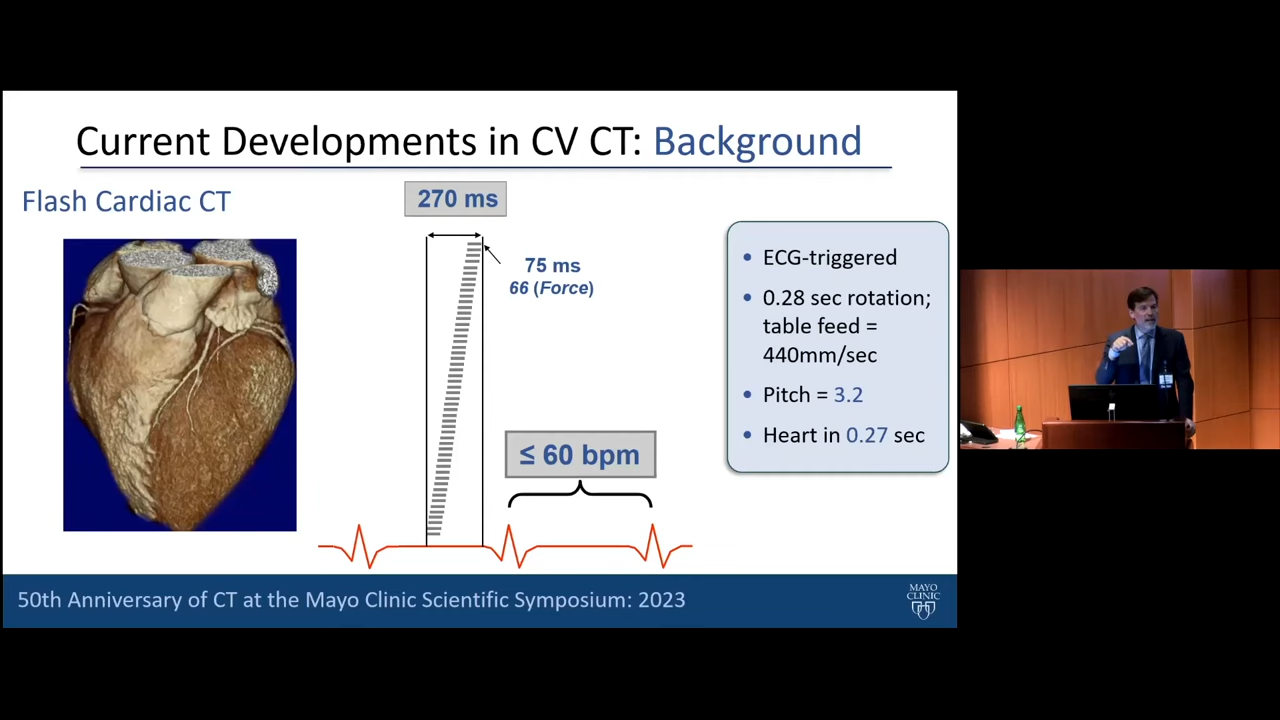 Current Developments in CV CT: Background
Flash Cardiac CT
270 ms
75 ms
66 (Force)
≤ 60 bpm
• ECG-triggered
• 0.28 sec rotation;
table feed =
440mm/sec
• Pitch = 3.2
• Heart in 0.27 sec
50th Anniversary of CT at the Mayo Clinic Scientific Symposium: 2023
MAYO
CLINIC